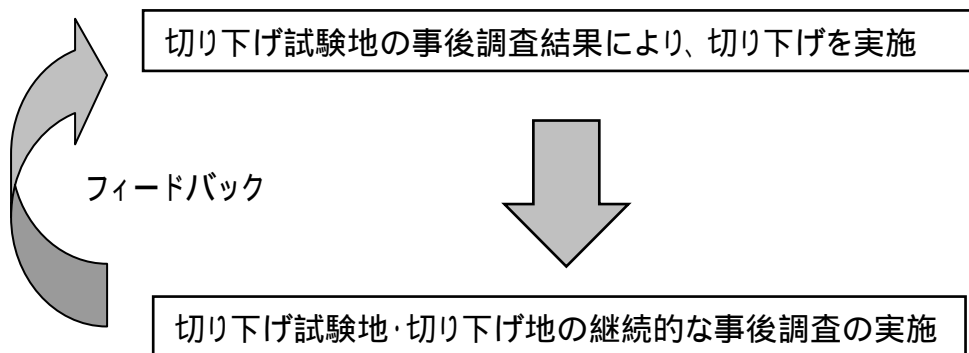 切り下げ試験地の事後調査結果により、切り下げを実施
フィードバック
切り下げ試験地・切り下げ地の継続的な事後調査の実施